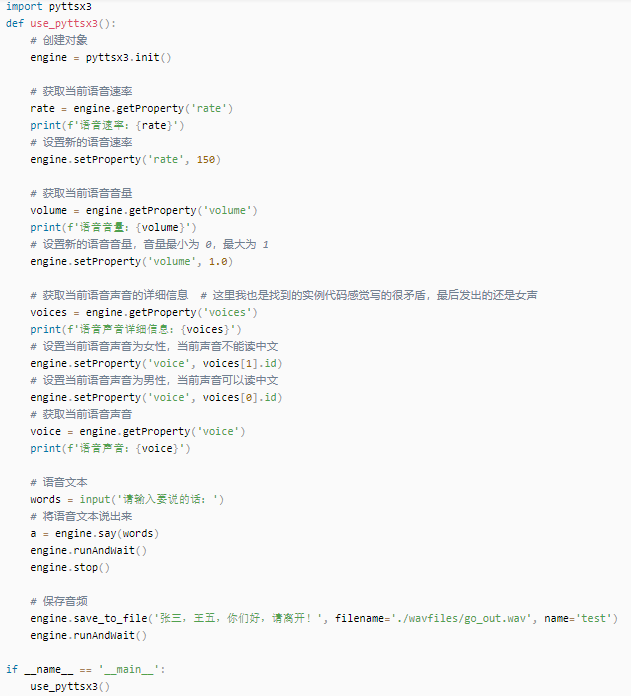 import pyttsx3
def use_pyttsx3():
    # 创建对象
    engine = pyttsx3.init()

    # 获取当前语音速率
    rate = engine.getProperty('rate')
    print(f'语音速率：{rate}')
    # 设置新的语音速率
    engine.setProperty('rate', 150)

    # 获取当前语音音量
    volume = engine.getProperty('volume')
    print(f'语音音量：{volume}')
    # 设置新的语音音量，音量最小为 0，最大为 1
    engine.setProperty('volume', 1.0)

    # 获取当前语音声音的详细信息  # 这里我也是找到的实例代码感觉写的很矛盾，最后发出的还是女声
    voices = engine.getProperty('voices')
    print(f'语音声音详细信息：{voices}')
    # 设置当前语音声音为女性，当前声音不能读中文
    engine.setProperty('voice', voices[1].id)
    # 设置当前语音声音为男性，当前声音可以读中文
    engine.setProperty('voice', voices[0].id)
    # 获取当前语音声音
    voice = engine.getProperty('voice')
    print(f'语音声音：{voice}')

    # 语音文本
    words = input('请输入要说的话：')
    # 将语音文本说出来
    a = engine.say(words)
    engine.runAndWait()
    engine.stop()

    # 保存音频
    engine.save_to_file('张三，王五，你们好，请离开！', filename='./wavfiles/go_out.wav', name='test')
    engine.runAndWait()

if __name__ == '__main__':
    use_pyttsx3()